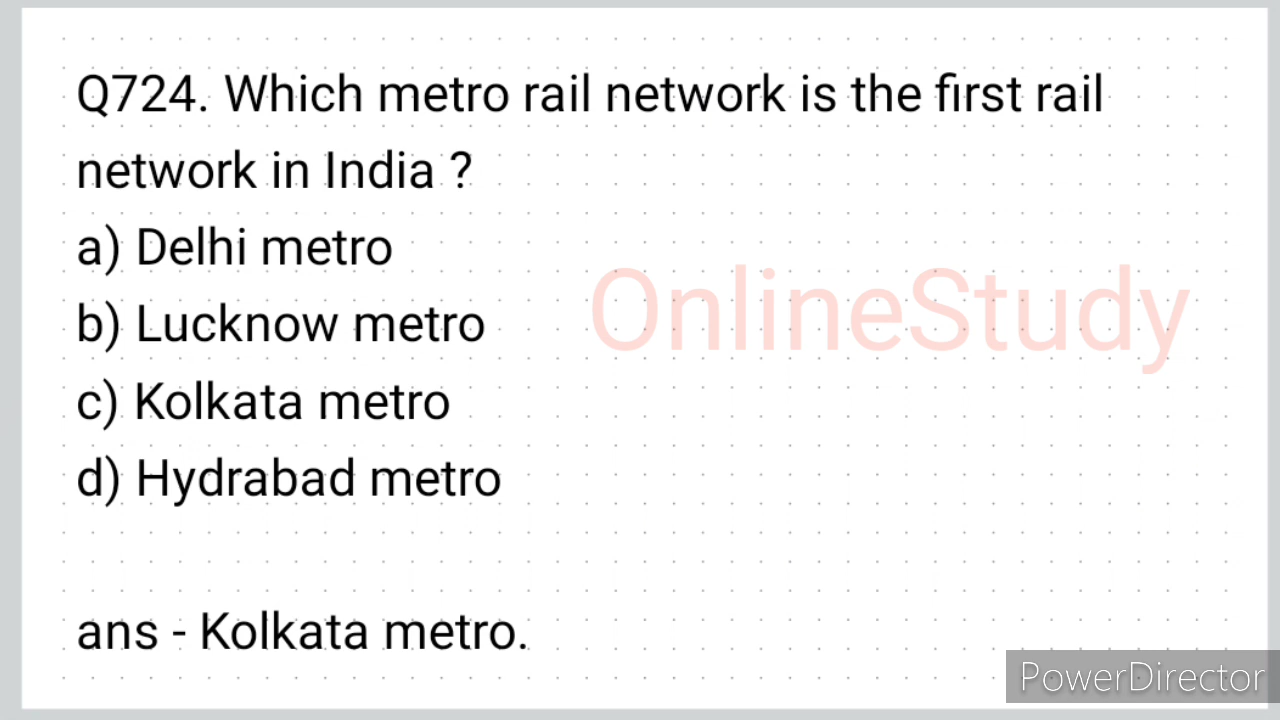 Q724. Which metro rail network is the first rail
network in India ?
a) Delhi metro
OnlineStudy
b) Lucknow metro
c) Kolkata metro
d) Hydrabad metro
ans - Kolkata metro.
PowerDirector